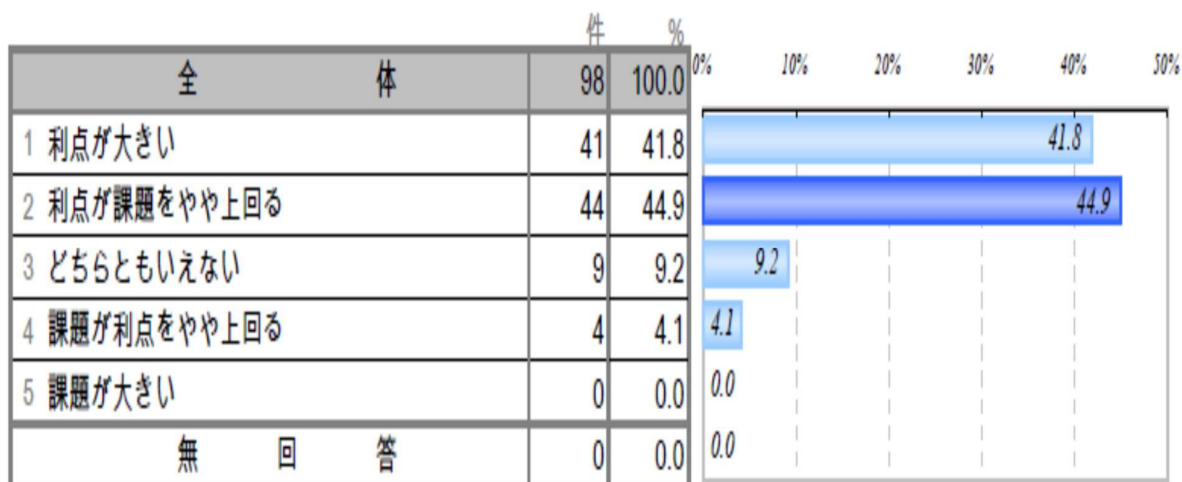 件 %
全体 98 100.0
0% 10% 20% 30% 40% 50%
1 利点が大きい 41 41.8 41.8
2 利点が課題をやや上回る 44 44.9 44.9
3 どちらともいえない 9 9.2 9.2
4 課題が利点をやや上回る 4 4.1 4.1
5 課題が大きい 0 0.0 0.0
無回答 0 0.0 0.0